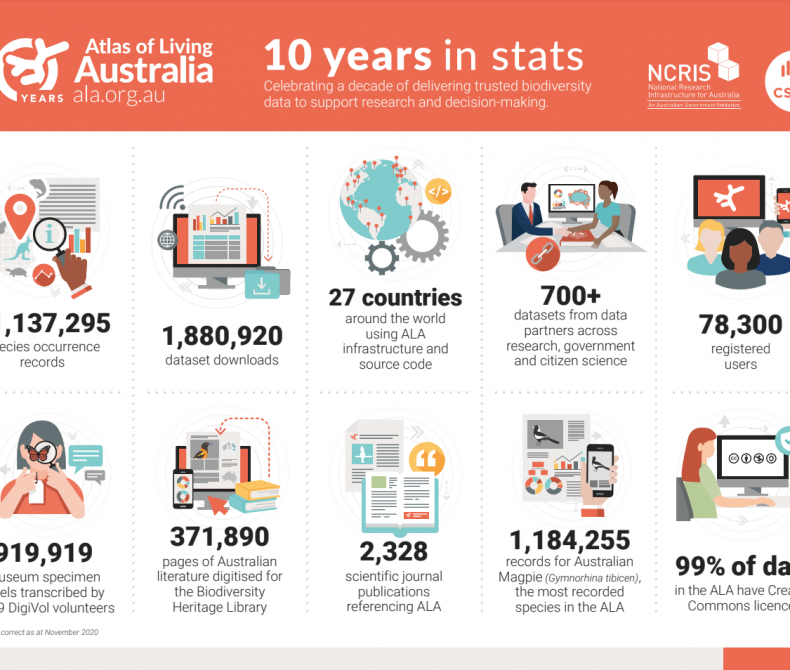 Atlas of Living
Australia
ala.org.au
YEARS
10 years in stats
Celebrating a decade of delivering trusted biodiversity
data to support research and decision-making.
NCRIS
National Research
Infrastructure for Australia
An Australian Government Initiative
CS
,137,295
ecies occurrence
records
1,880,920
dataset downloads
</>
27 countries
around the world
using ALA
infrastructure and
source code
700+
datasets from data
partners across
research, government
and citizen science
78,300
registered
users
919,919
useum specimen
els transcribed by
9 DigiVol volunteers
371,890
pages of Australian
literature digitised for
the Biodiversity
Heritage Library
2,328
scientific journal
publications
referencing ALA
1,184,255
records for Australian
Magpie (Gymnorhina tibicen),
the most recorded
species in the ALA
99% of da
in the ALA have Crea
Commons licence
correct as at November 2020